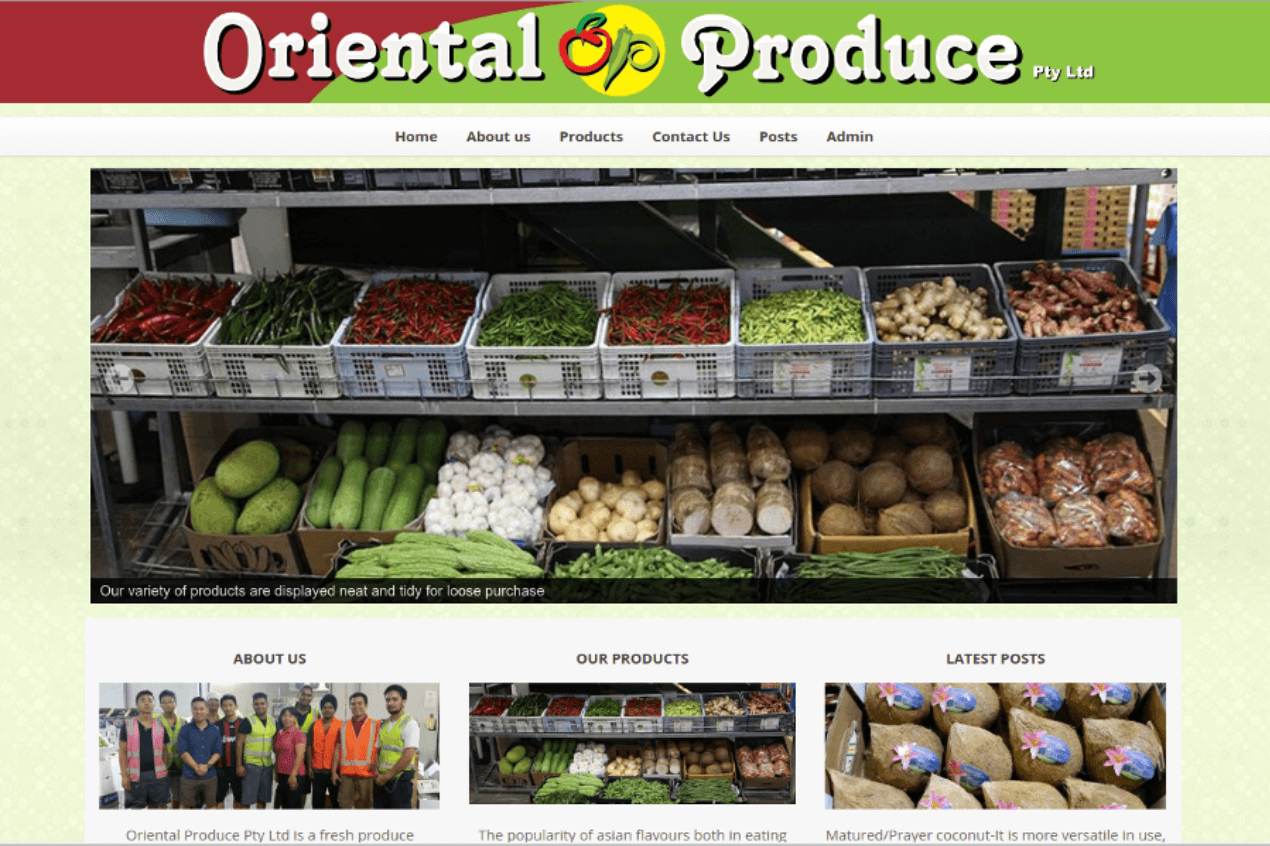 Oriental Produce Pty Ltd
Home About us Products Contact Us Posts Admin
Our variety of products are displayed neat and tidy for loose purchase
ABOUT US OUR PRODUCTS LATEST POSTS
Oriental Produce Pty Ltd is a fresh produce The popularity of asian flavours both in eating Matured/Prayer coconut-It is more versatile in use,